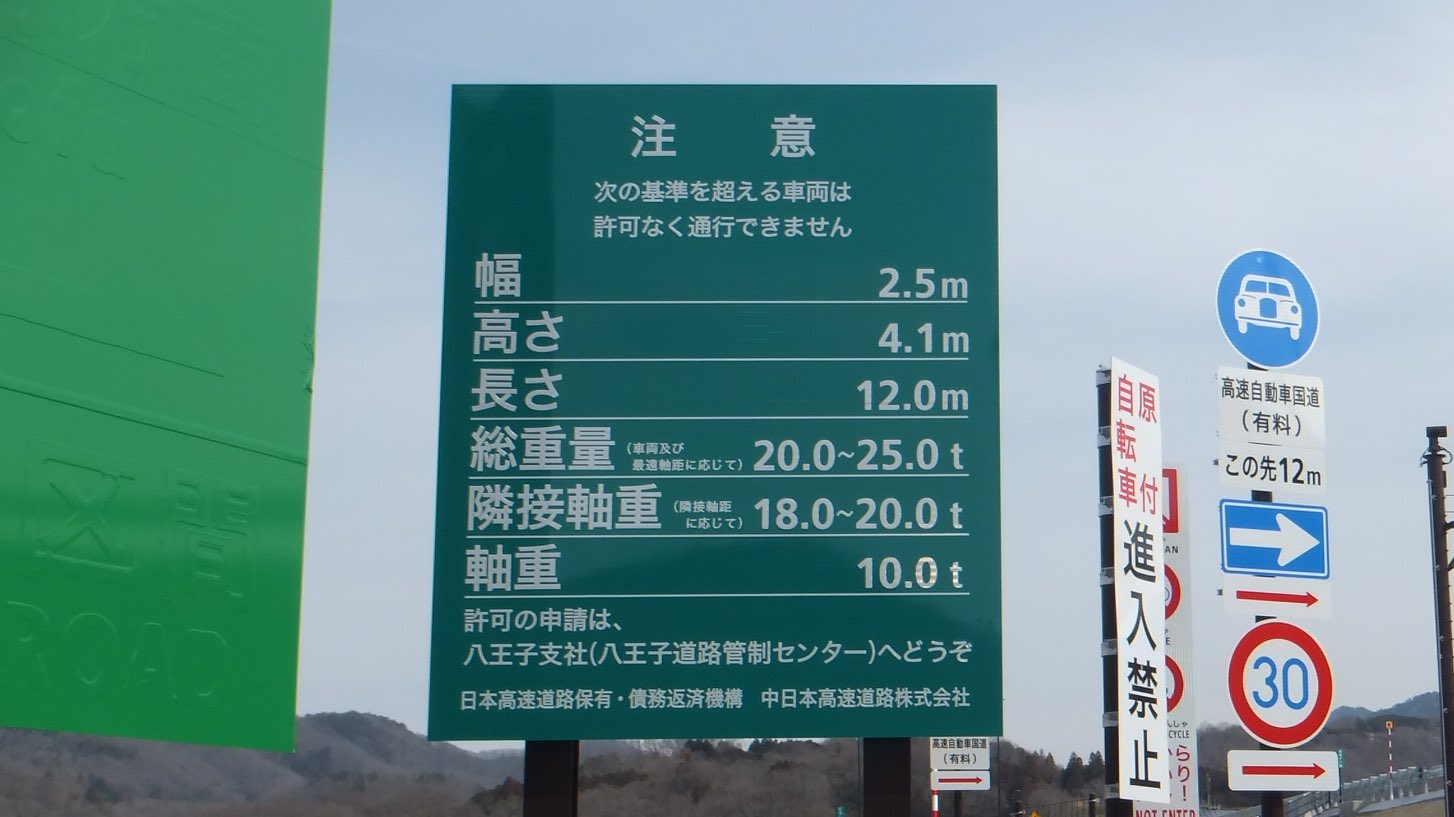 注 意
次の基準を超える車両は
許可なく通行できません
幅 2.5m
高さ 4.1m
長さ 12.0m
総重量 (車両及び
最遠軸距に応じて) 20.0~25.0 t
隣接軸重 (隣接軸距
に応じて) 18.0~20.0 t
軸重 10.0 t
許可の申請は、
八王子支社(八王子道路管制センター)へどうぞ
日本高速道路保有・債務返済機構 中日本高速道路株式会社
区間
ROAD
高速自動車国道
(有料)
原付
自転車
進入禁止
高速自動車国道
(有料)
この先12m
30
NOT ENTER